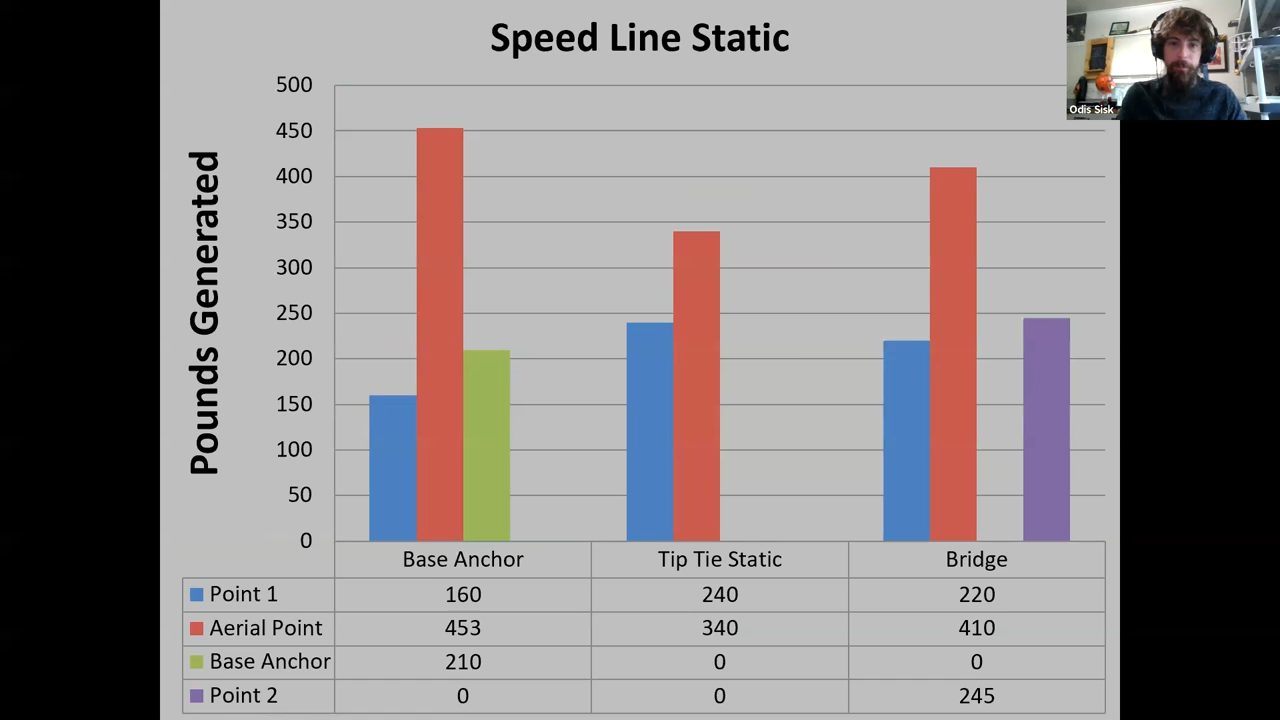 Speed Line Static
Odis Sisk
Pounds Generated
500
450
400
350
300
250
200
150
100
50
0
Base Anchor Tip Tie Static Bridge
Point 1 160 240 220
Aerial Point 453 340 410
Base Anchor 210 0 0
Point 2 0 0 245